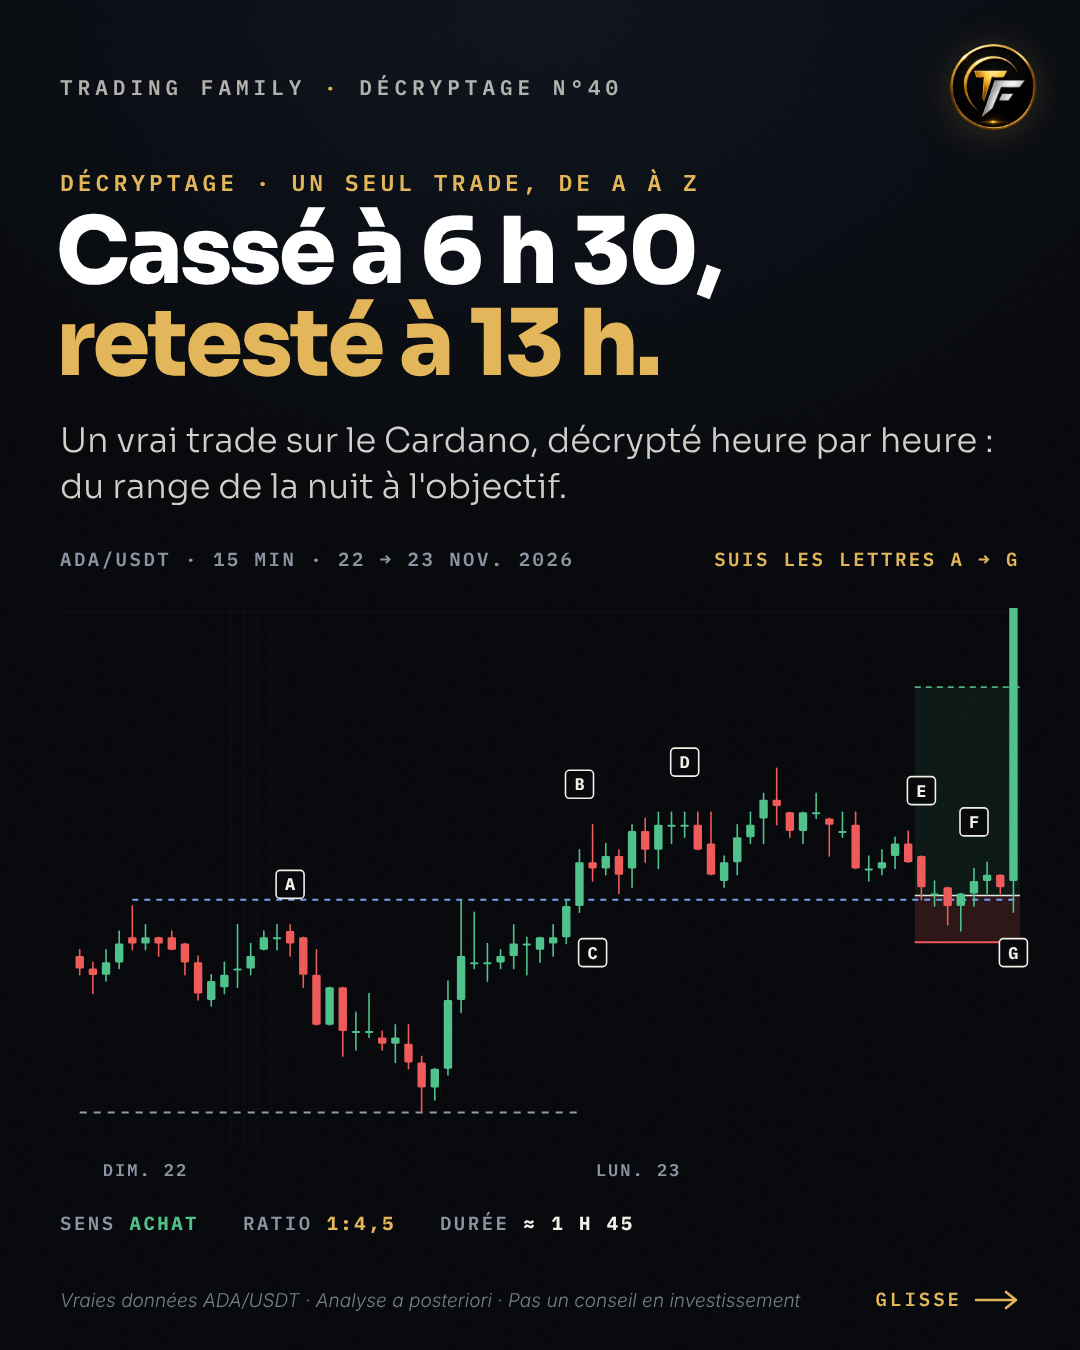 TRADING FAMILY · DÉCRYPTAGE N°40
TF
DÉCRYPTAGE · UN SEUL TRADE, DE A À Z
Cassé à 6 h 30,
retesté à 13 h.
Un vrai trade sur le Cardano, décrypté heure par heure :
du range de la nuit à l'objectif.
ADA/USDT · 15 MIN · 22 → 23 NOV. 2026
SUIS LES LETTRES A → G
A
B
C
D
E
F
G
DIM. 22
LUN. 23
SENS ACHAT
RATIO 1:4,5
DURÉE ≈ 1 H 45
Vraies données ADA/USDT · Analyse a posteriori · Pas un conseil en investissement
GLISSE →